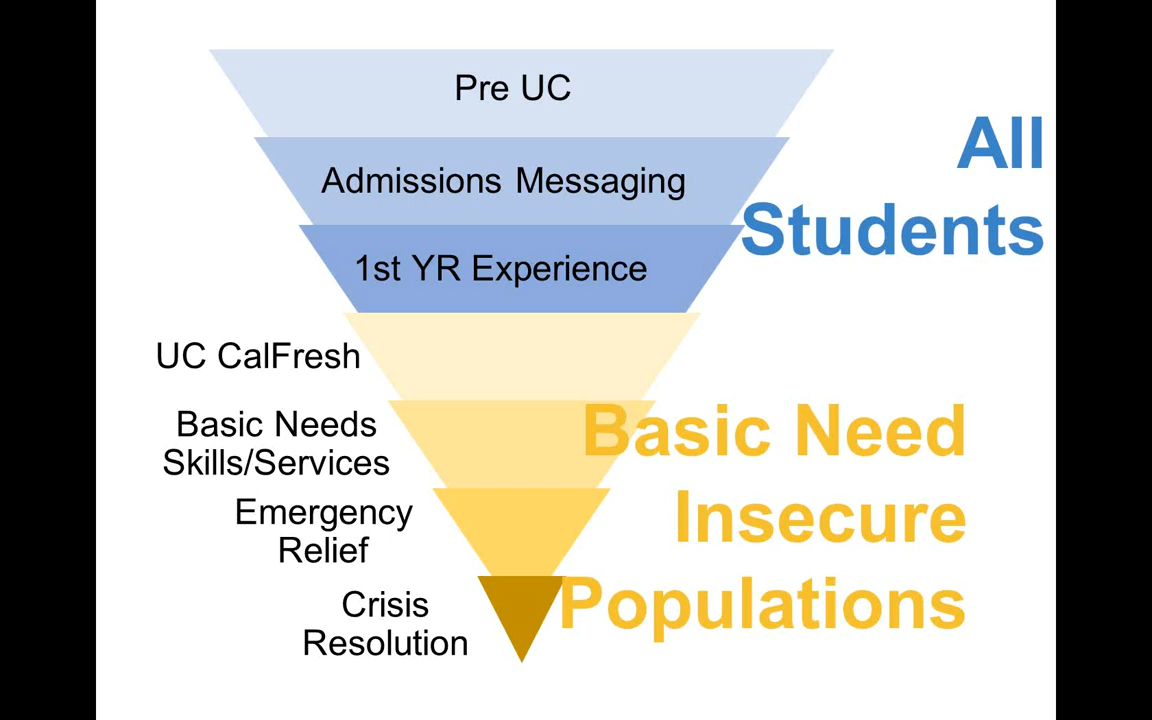 Pre UC
Admissions Messaging
1st YR Experience
All
Students
UC CalFresh
Basic Needs
Skills/Services
Emergency
Relief
Crisis
Resolution
Basic Need
Insecure
Populations